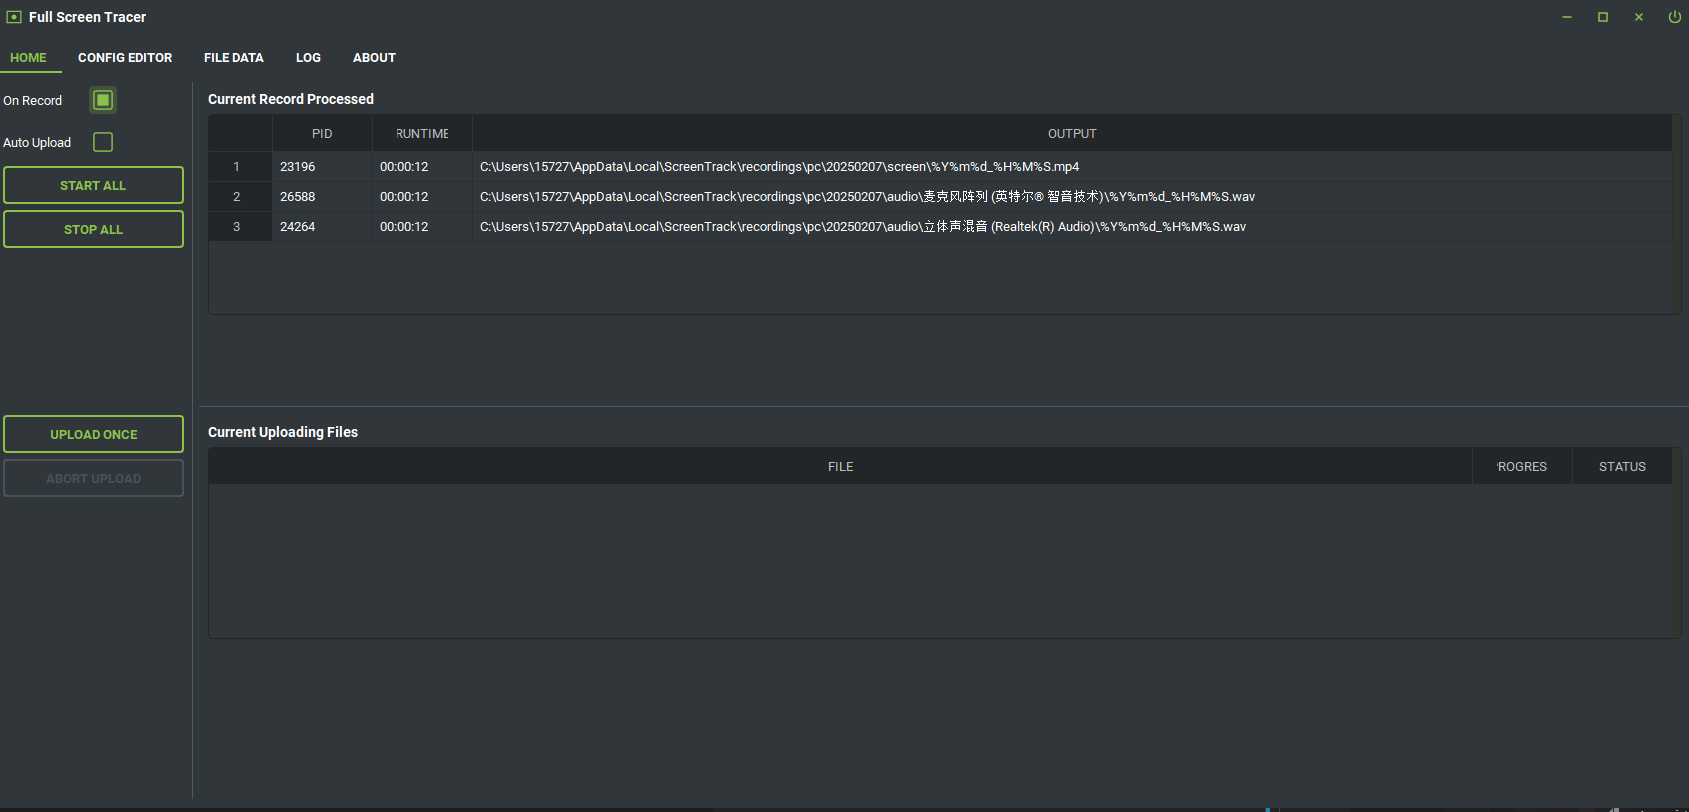 Full Screen Tracer
HOME CONFIG EDITOR FILE DATA LOG ABOUT
On Record
Auto Upload
START ALL
STOP ALL
Current Record Processed
PID RUNTIME OUTPUT
1 23196 00:00:12 C:\Users\15727\AppData\Local\ScreenTrack\recordings\pc\20250207\screen\%Y%m%d_%H%M%S.mp4
2 26588 00:00:12 C:\Users\15727\AppData\Local\ScreenTrack\recordings\pc\20250207\audio\麦克风阵列 (英特尔® 智音技术)\%Y%m%d_%H%M%S.wav
3 24264 00:00:12 C:\Users\15727\AppData\Local\ScreenTrack\recordings\pc\20250207\audio\立体声混音 (Realtek(R) Audio)\%Y%m%d_%H%M%S.wav
UPLOAD ONCE
ABORT UPLOAD
Current Uploading Files
FILE ROGRES STATUS